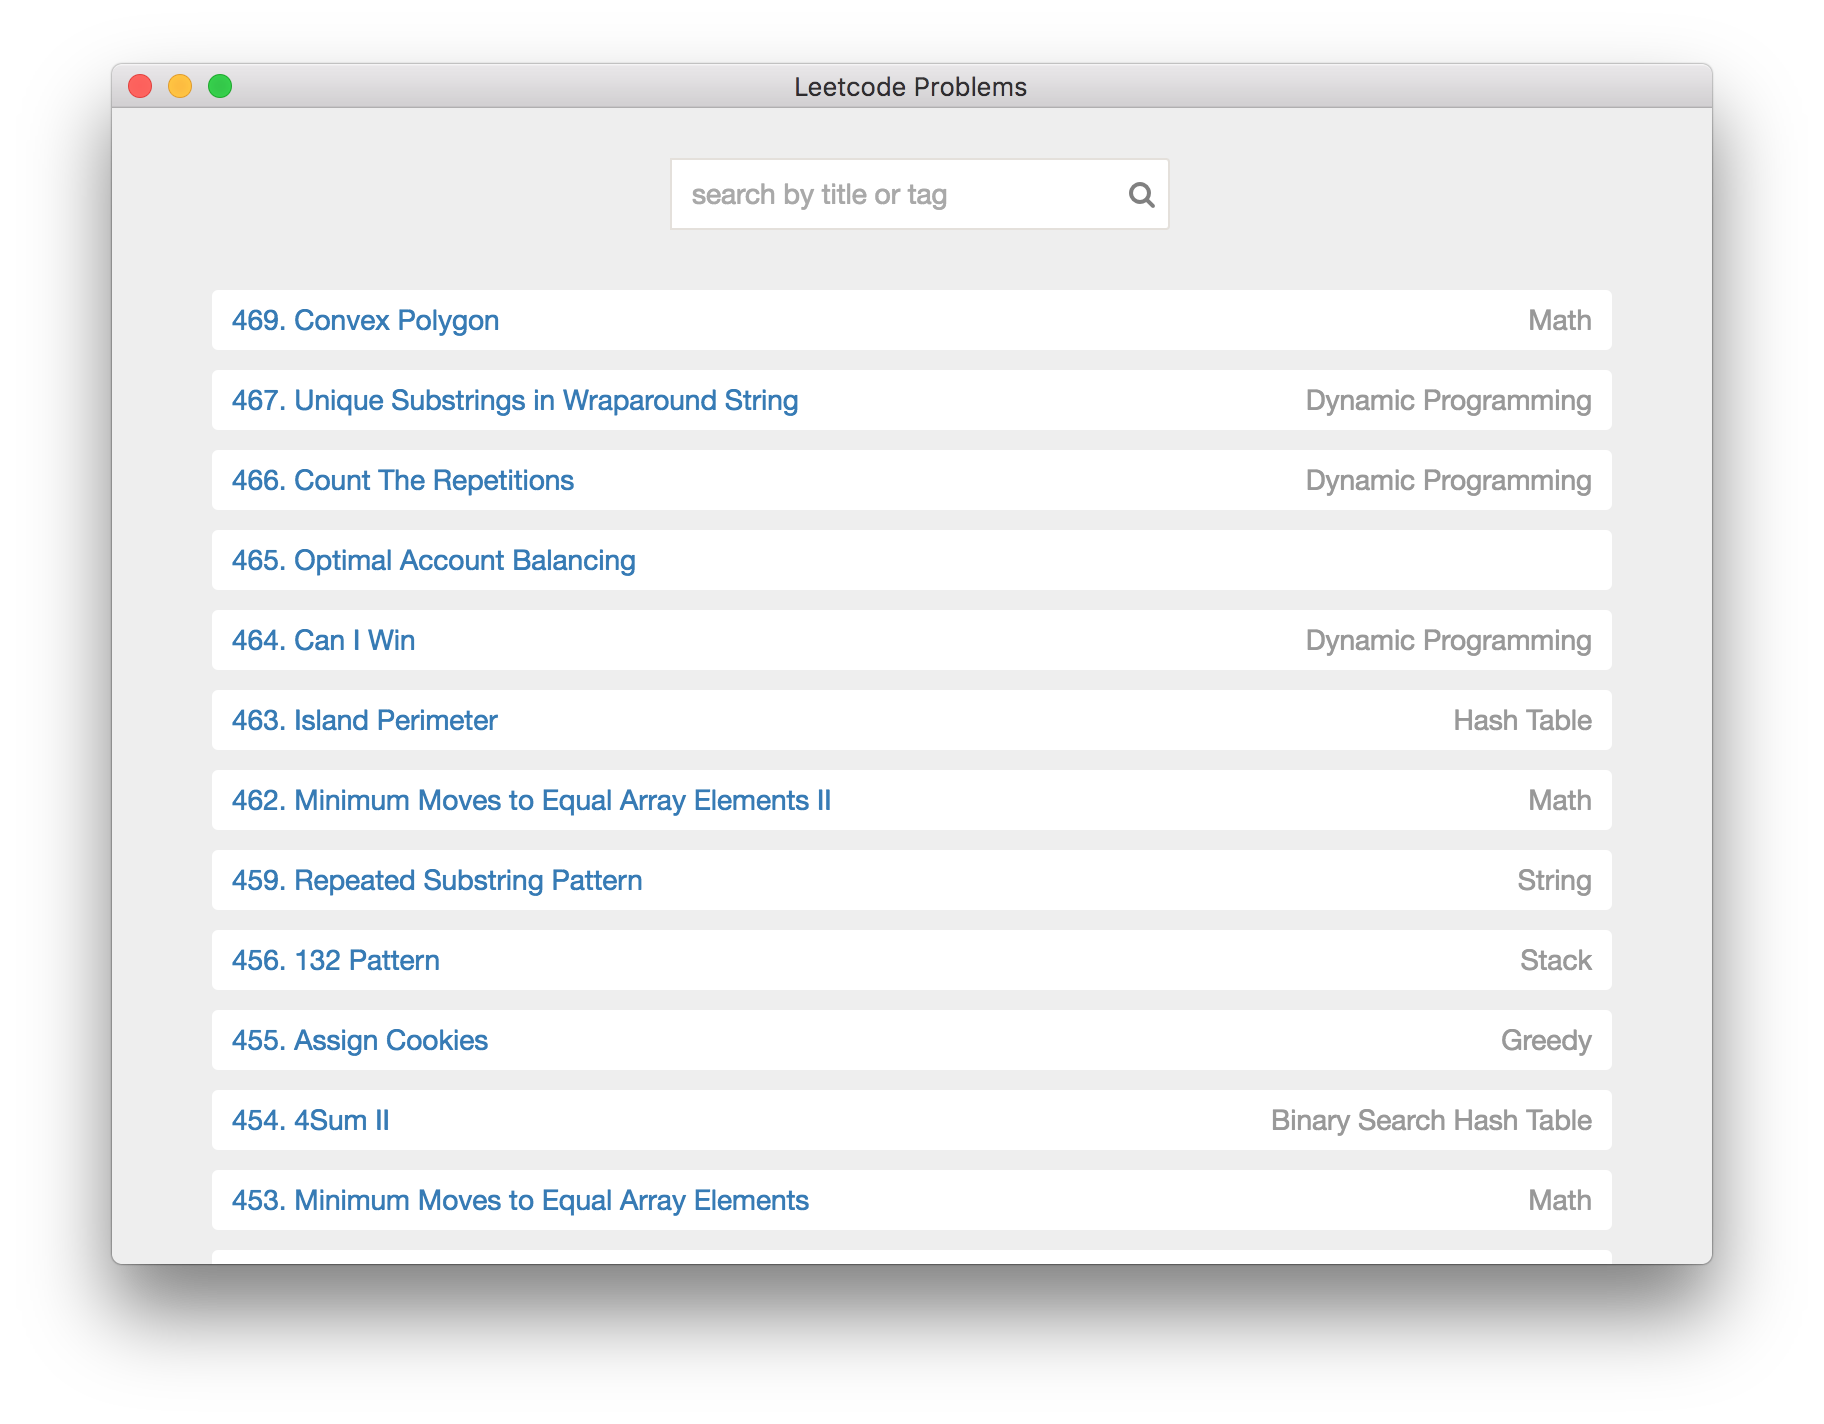 Leetcode Problems
search by title or tag
469. Convex Polygon Math
467. Unique Substrings in Wraparound String Dynamic Programming
466. Count The Repetitions Dynamic Programming
465. Optimal Account Balancing
464. Can I Win Dynamic Programming
463. Island Perimeter Hash Table
462. Minimum Moves to Equal Array Elements II Math
459. Repeated Substring Pattern String
456. 132 Pattern Stack
455. Assign Cookies Greedy
454. 4Sum II Binary Search Hash Table
453. Minimum Moves to Equal Array Elements Math